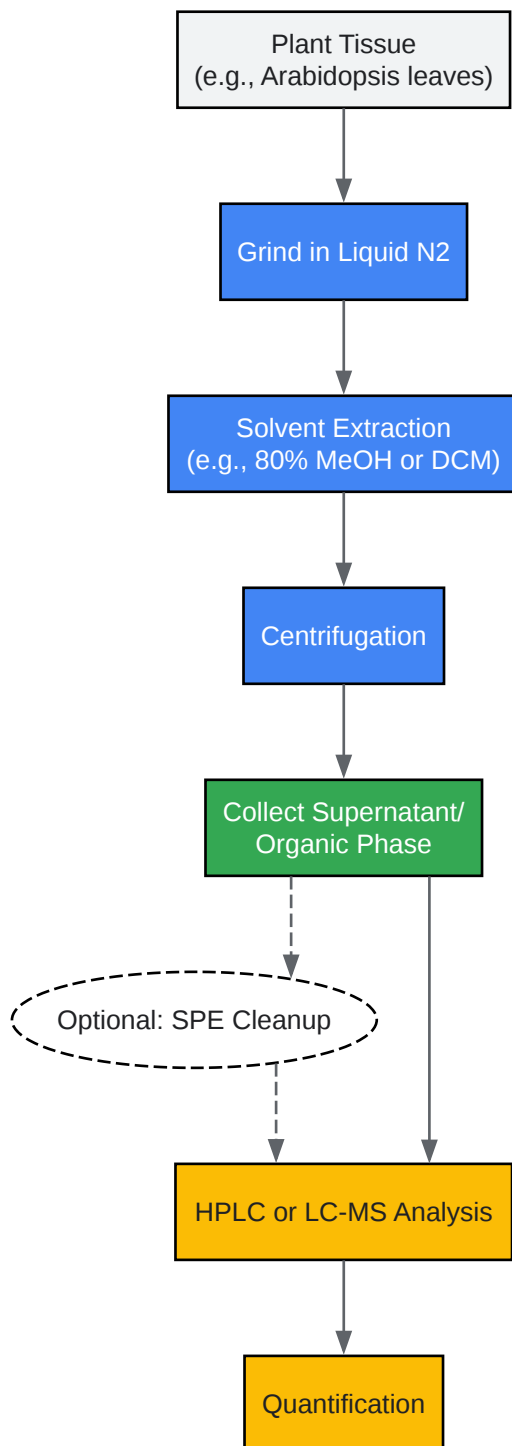 Plant Tissue
(e.g., Arabidopsis leaves)
Grind in Liquid N2
Solvent Extraction
(e.g., 80% MeOH or DCM)
Centrifugation
Collect Supernatant/
Organic Phase
Optional: SPE Cleanup
HPLC or LC-MS Analysis
Quantification